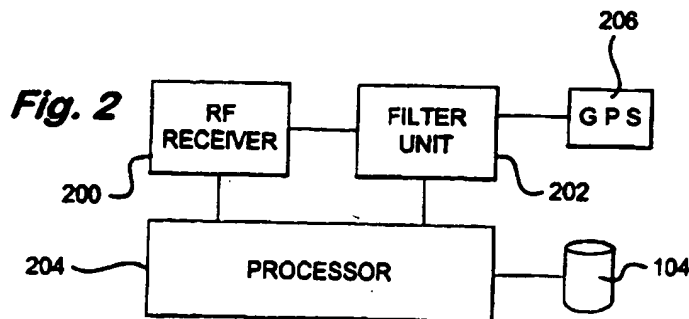 206
Fig. 2
RF
RECEIVER
FILTER
UNIT
GPS
200
202
204
PROCESSOR
104